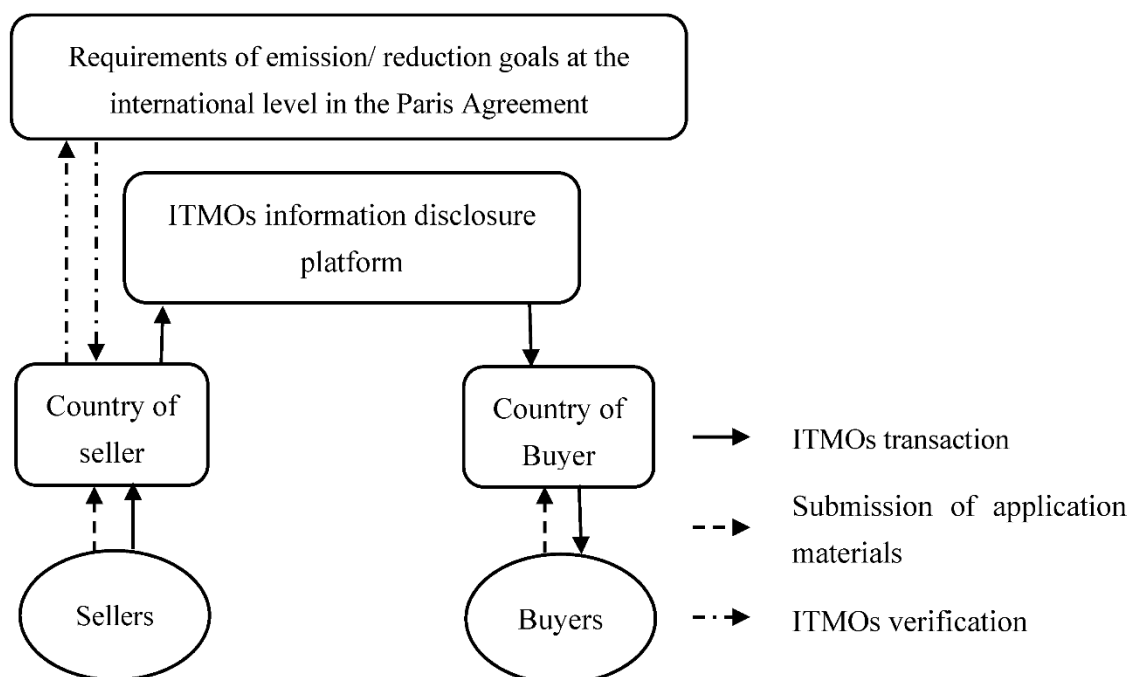 Requirements of emission/ reduction goals at the
international level in the Paris Agreement
ITMOs information disclosure
platform
Country of
seller
Country of
Buyer
Sellers
Buyers
ITMOs transaction
Submission of application
materials
ITMOs verification